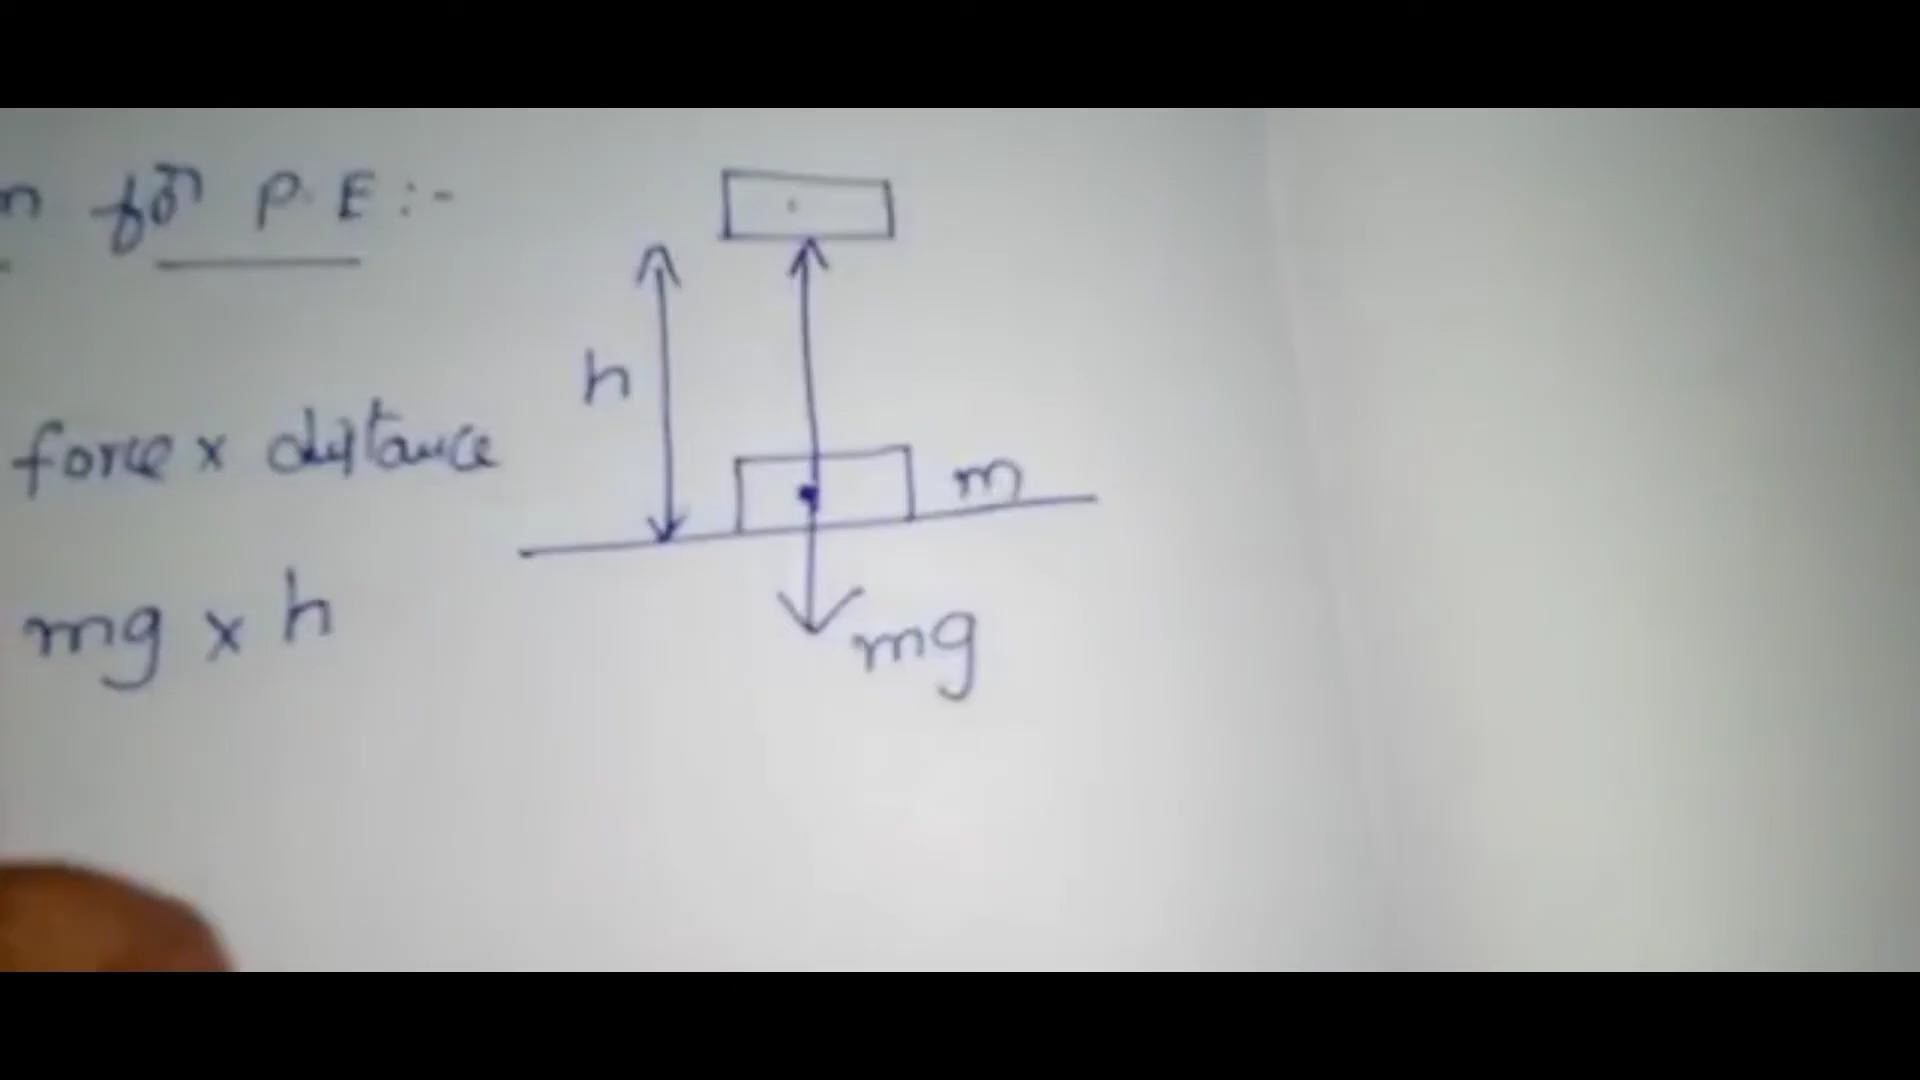 n for P.E :-
h
force x distance
m
mg x h
mg